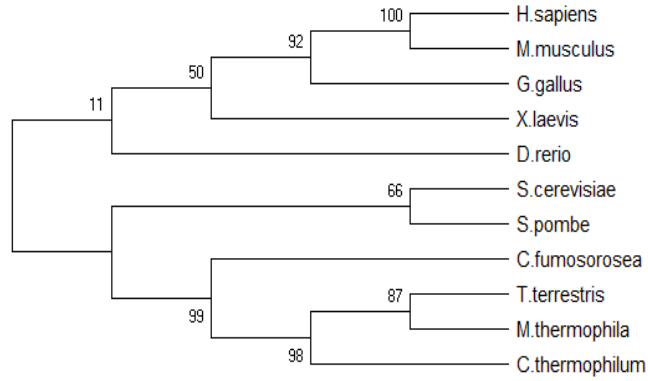 100
H.sapiens
92
M.musculus
50
G.gallus
11
X.laevis
D.rerio
66
S.cerevisiae
S.pombe
C.fumosorosea
99
87
T.terrestris
M.thermophila
98
C.thermophilum